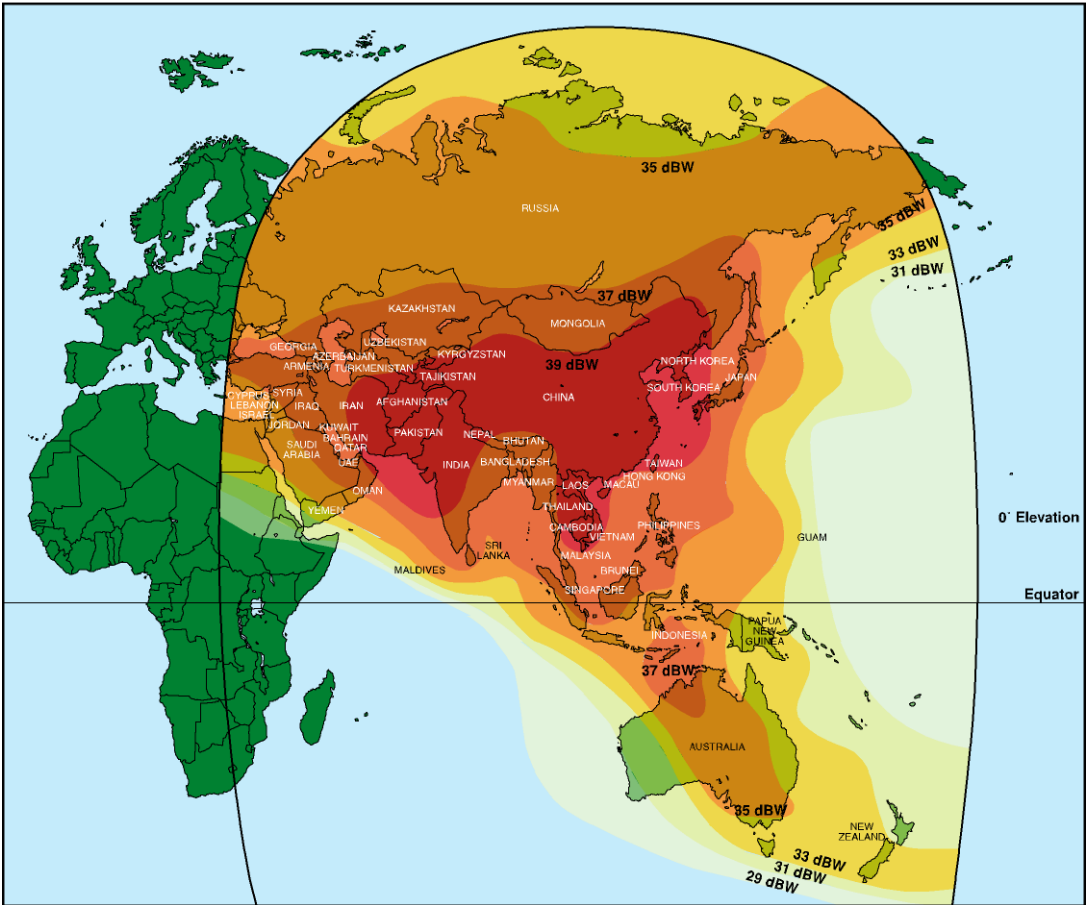 35 dBW
RUSSIA
35 dBW
33 dBW
31 dBW
37 dBW
KAZAKHSTAN
MONGOLIA
GEORGIA
UZBEKISTAN
AZERBAIJAN
KYRGYZSTAN
ARMENIA
TURKMENISTAN
39 dBW
NORTH KOREA
TAJIKISTAN
JAPAN
SOUTH KOREA
CYPRUS
SYRIA
LEBANON
IRAQ
IRAN
AFGHANISTAN
CHINA
ISRAEL
JORDAN
KUWAIT
BAHRAIN
PAKISTAN
NEPAL
BHUTAN
SAUDI
ARABIA
QATAR
UAE
INDIA
BANGLADESH
TAIWAN
HONG KONG
MYANMAR
LAOS
MACAU
OMAN
YEMEN
THAILAND
CAMBODIA
VIETNAM
PHILIPPINES
GUAM
0° Elevation
SRI
LANKA
MALAYSIA
MALDIVES
BRUNEI
SINGAPORE
Equator
INDONESIA
PAPUA
NEW
GUINEA
37 dBW
AUSTRALIA
35 dBW
NEW
ZEALAND
33 dBW
31 dBW
29 dBW